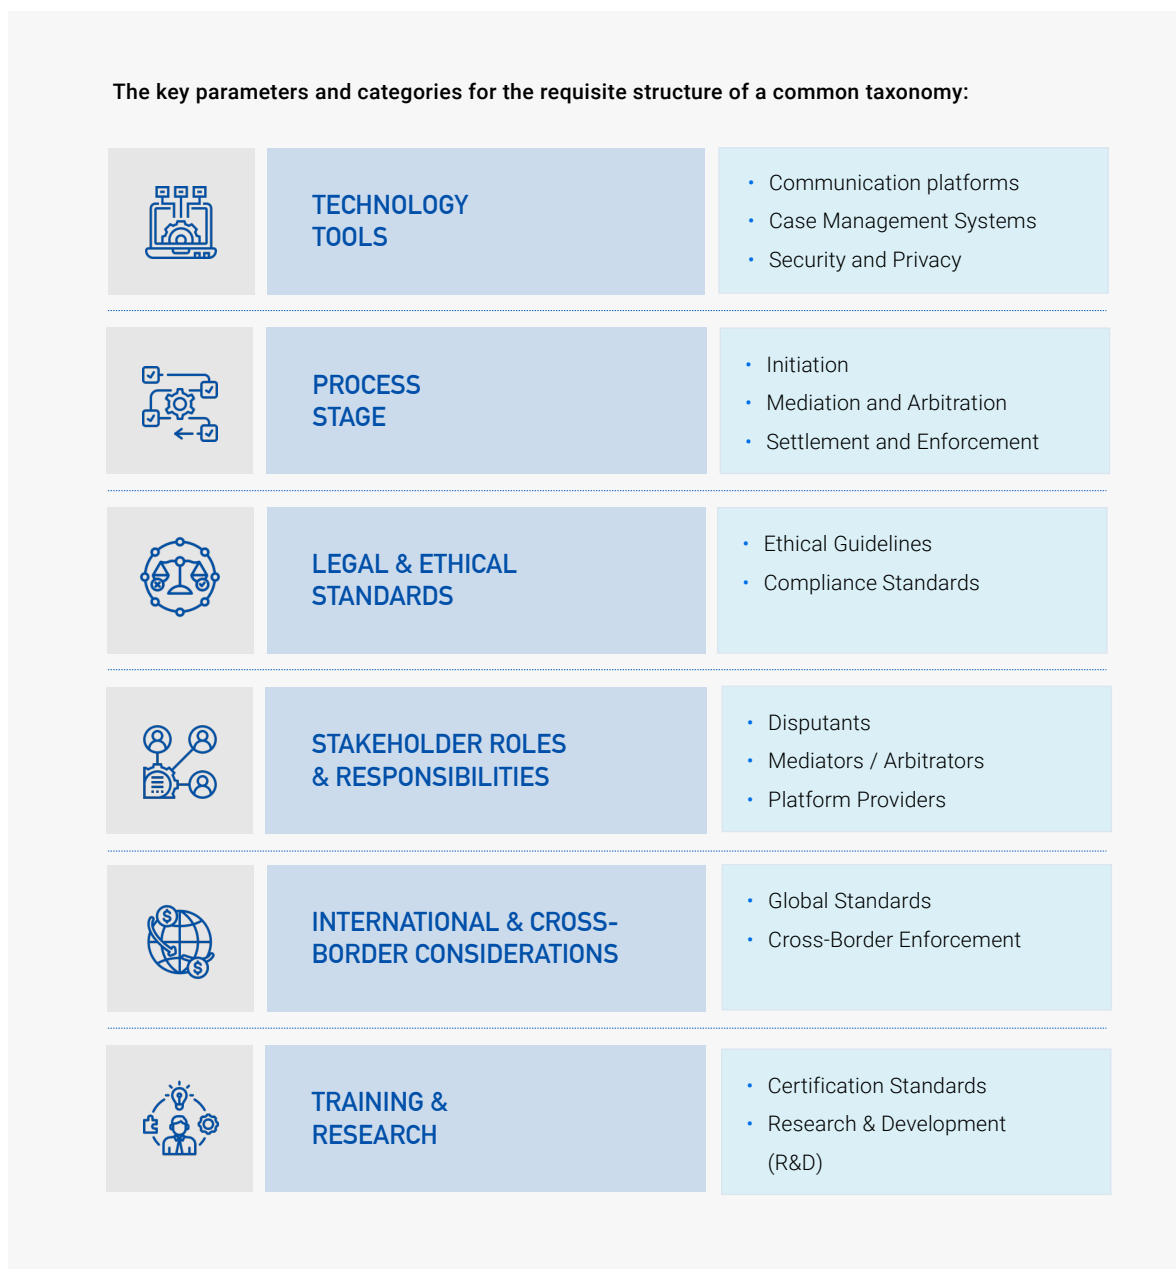 The key parameters and categories for the requisite structure of a common taxonomy:
TECHNOLOGY
TOOLS
• Communication platforms
• Case Management Systems
• Security and Privacy
PROCESS
STAGE
• Initiation
• Mediation and Arbitration
• Settlement and Enforcement
LEGAL & ETHICAL
STANDARDS
• Ethical Guidelines
• Compliance Standards
STAKEHOLDER ROLES
& RESPONSIBILITIES
• Disputants
• Mediators / Arbitrators
• Platform Providers
INTERNATIONAL & CROSS-
BORDER CONSIDERATIONS
• Global Standards
• Cross-Border Enforcement
TRAINING &
RESEARCH
• Certification Standards
• Research & Development
(R&D)